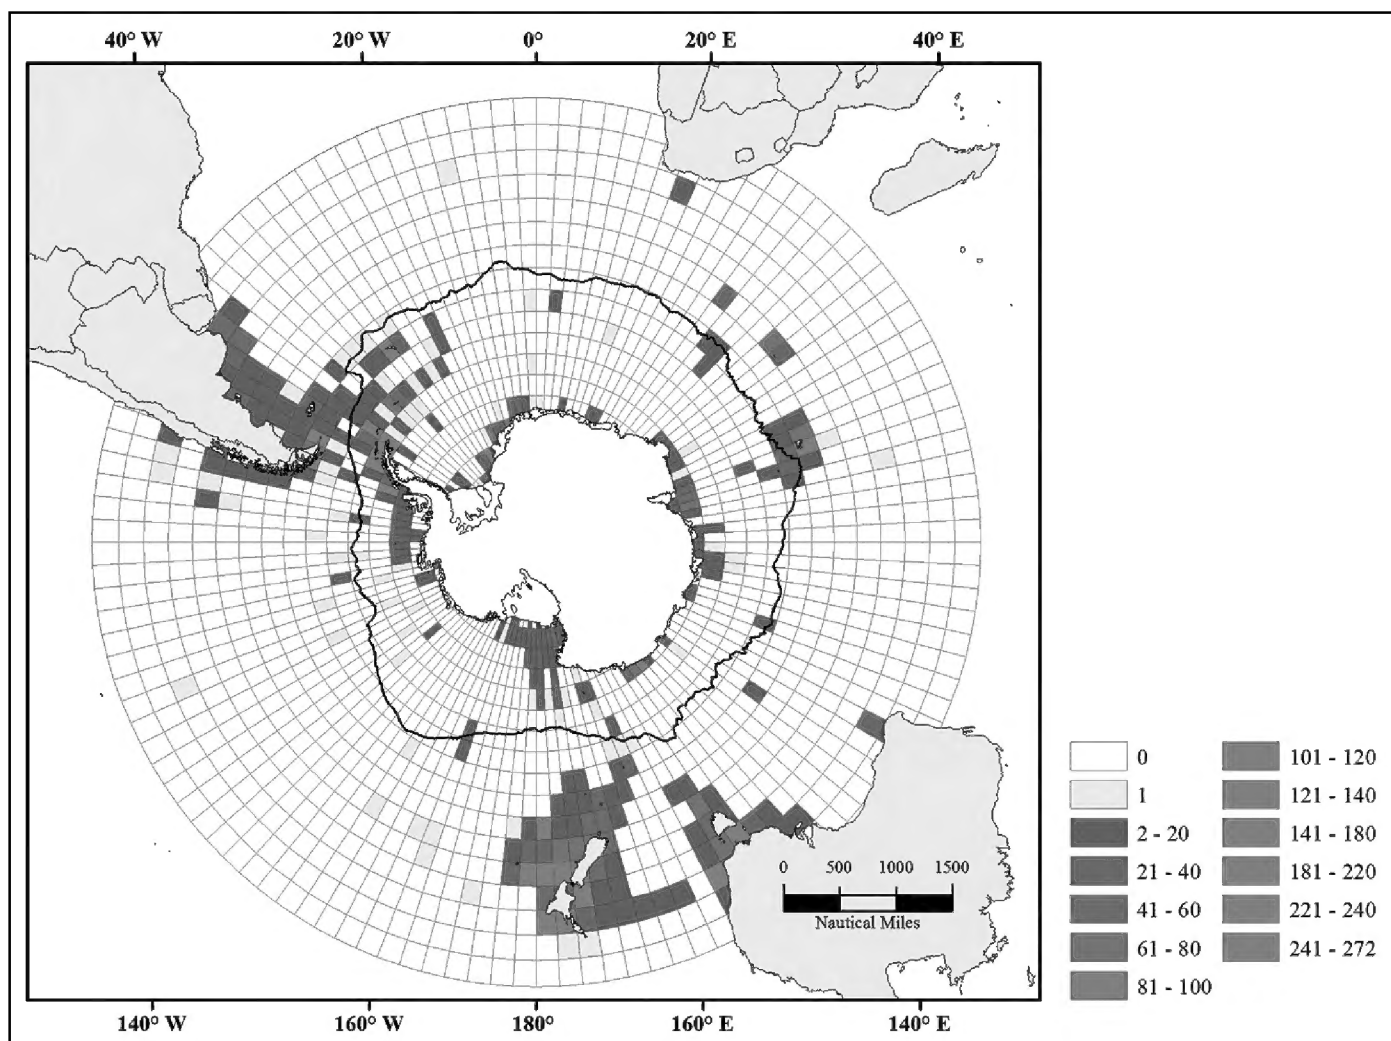 40° W 20° W 0° 20° E 40° E
0 101 - 120
1 121 - 140
2 - 20 141 - 180
21 - 40 181 - 220
41 - 60 221 - 240
61 - 80 241 - 272
81 - 100
0 500 1000 1500
Nautical Miles
140° W 160° W 180° 160° E 140° E